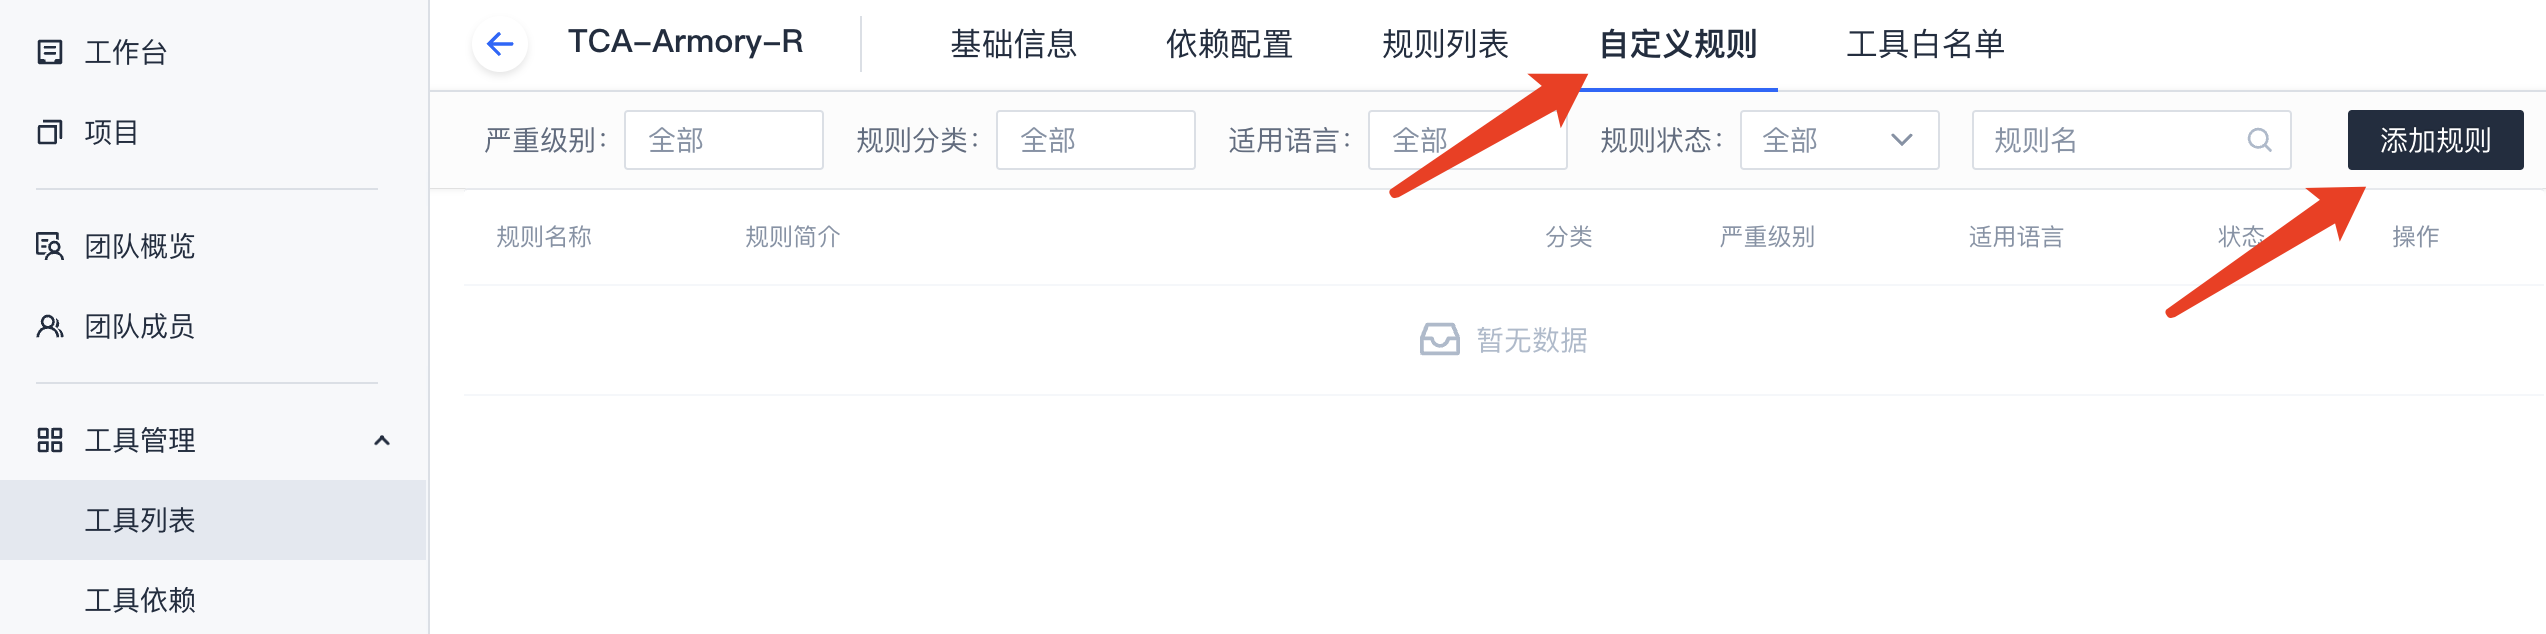 工作台
项目
团队概览
团队成员
工具管理
工具列表
工具依赖
TCA-Armory-R 基础信息 依赖配置 规则列表 自定义规则 工具白名单
严重级别: 全部 规则分类: 全部 适用语言: 全部 规则状态: 全部 规则名 添加规则
规则名称 规则简介 分类 严重级别 适用语言 状态 操作
暂无数据